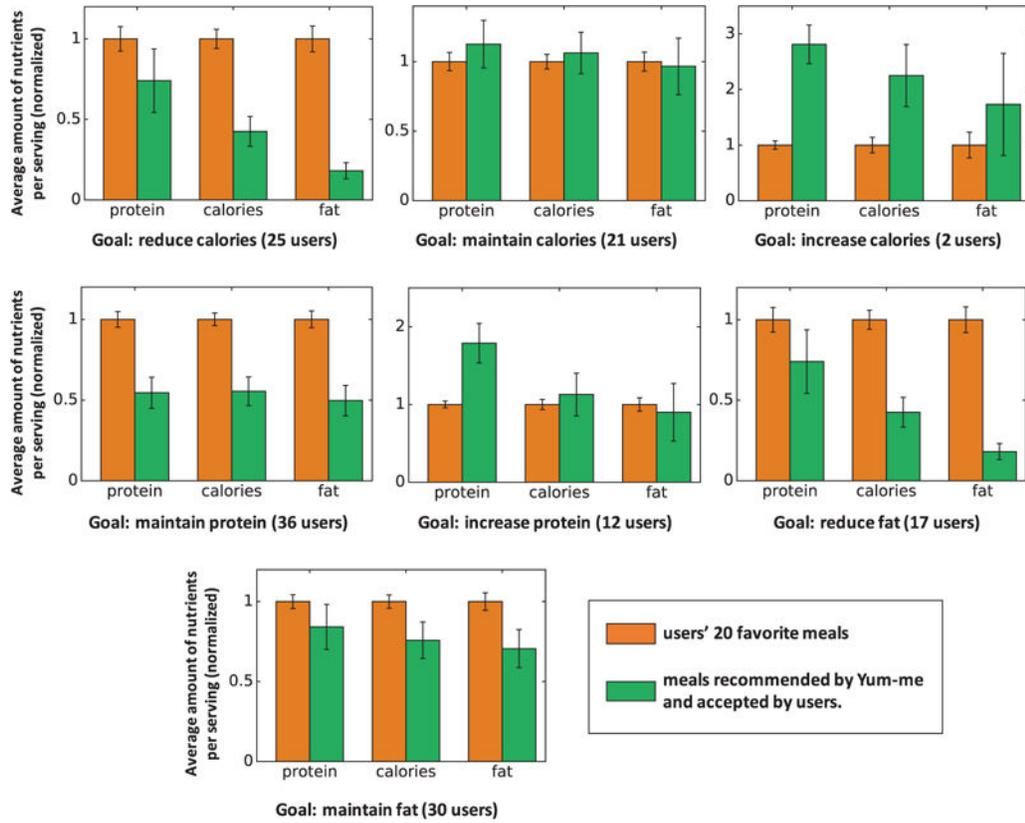 Average amount of nutrients
per serving (normalized)
1
0.5
0
protein calories fat
Goal: reduce calories (25 users)
1
0.5
protein calories fat
Goal: maintain calories (21 users)
3
2
1
0
protein calories fat
Goal: increase calories (2 users)
Average amount of nutrients
per serving (normalized)
1
0.5
0
protein calories fat
Goal: maintain protein (36 users)
2
1
0
protein calories fat
Goal: increase protein (12 users)
1
0.5
0
protein calories fat
Goal: reduce fat (17 users)
Average amount of nutrients
per serving (normalized)
1
0.5
0
protein calories fat
Goal: maintain fat (30 users)
users' 20 favorite meals
meals recommended by Yum-me
and accepted by users.